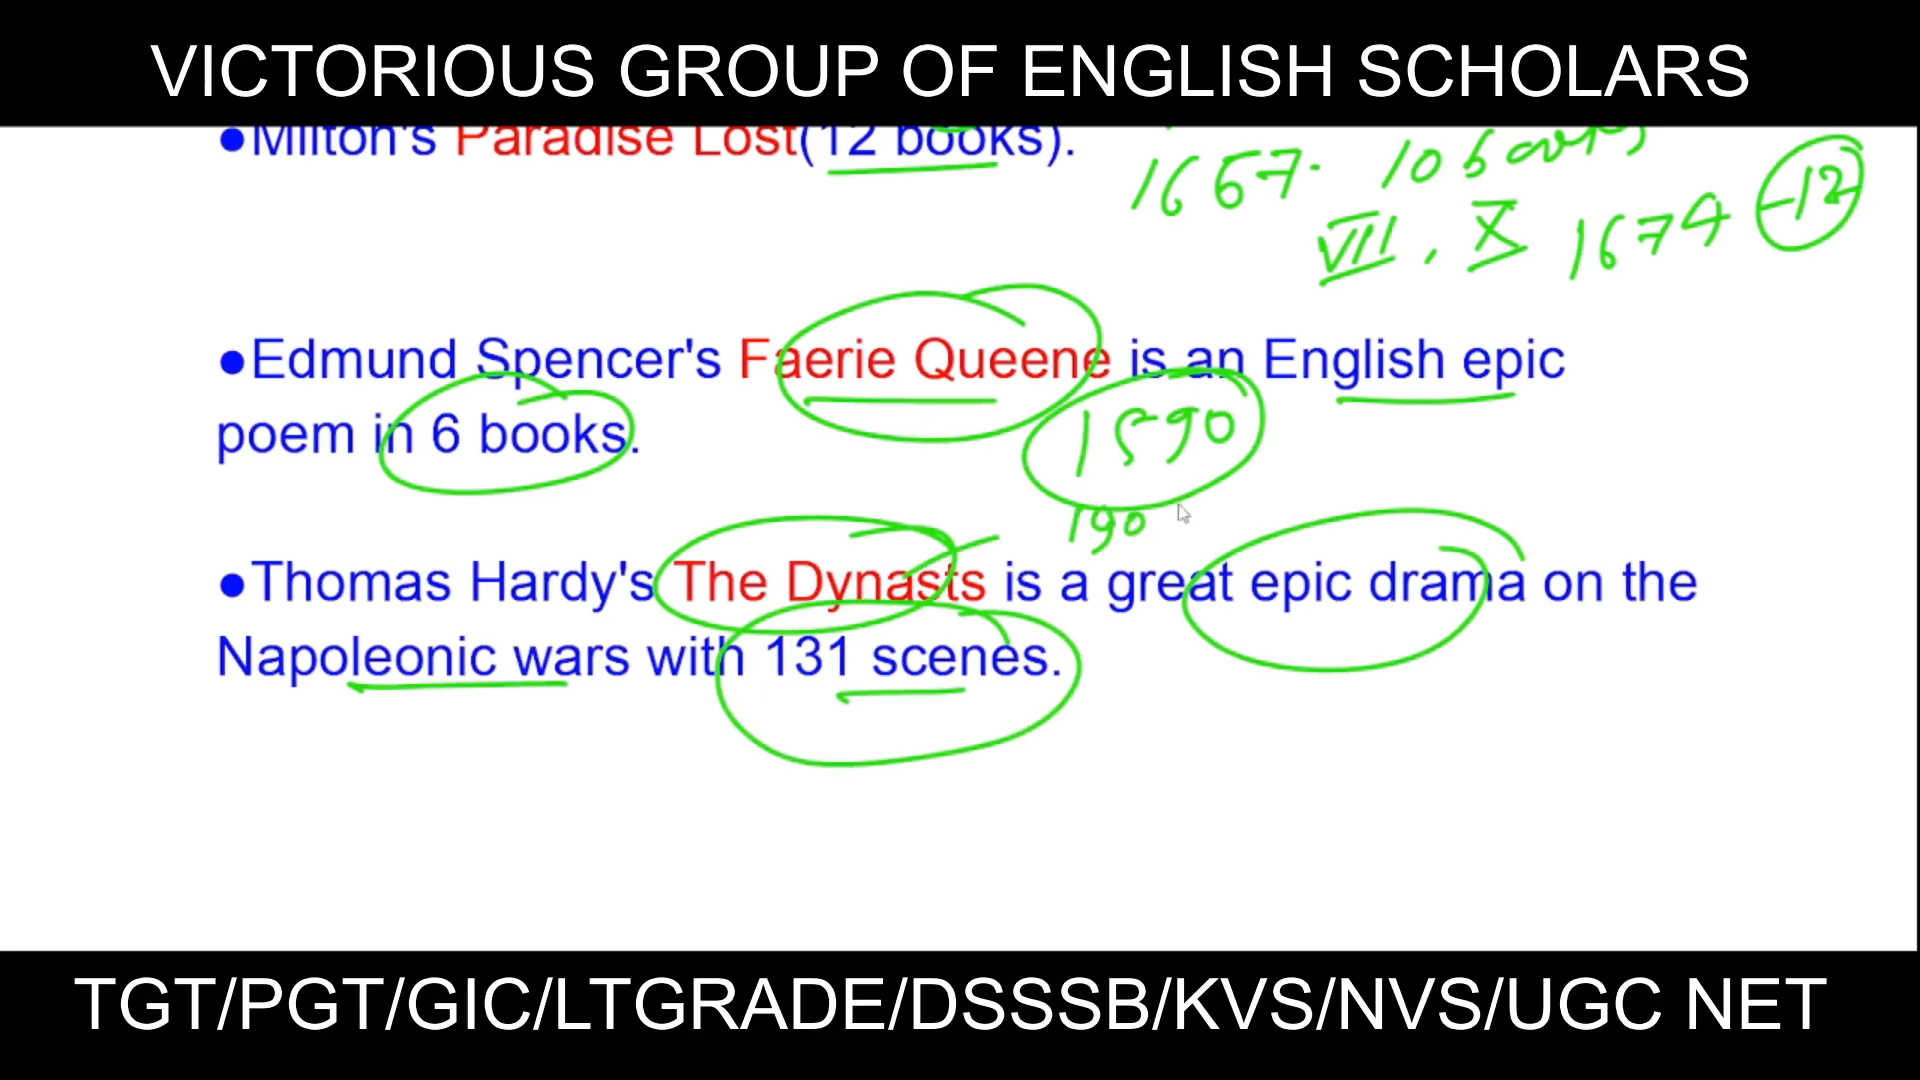 VICTORIOUS GROUP OF ENGLISH SCHOLARS
●Milton's Paradise Lost(12 books).
1667. 10 books
VII, X 1674 -12
●Edmund Spencer's Faerie Queene is an English epic
poem in 6 books.
1590
190
●Thomas Hardy's The Dynasts is a great epic drama on the
Napoleonic wars with 131 scenes.
TGT/PGT/GIC/LTGRADE/DSSSB/KVS/NVS/UGC NET